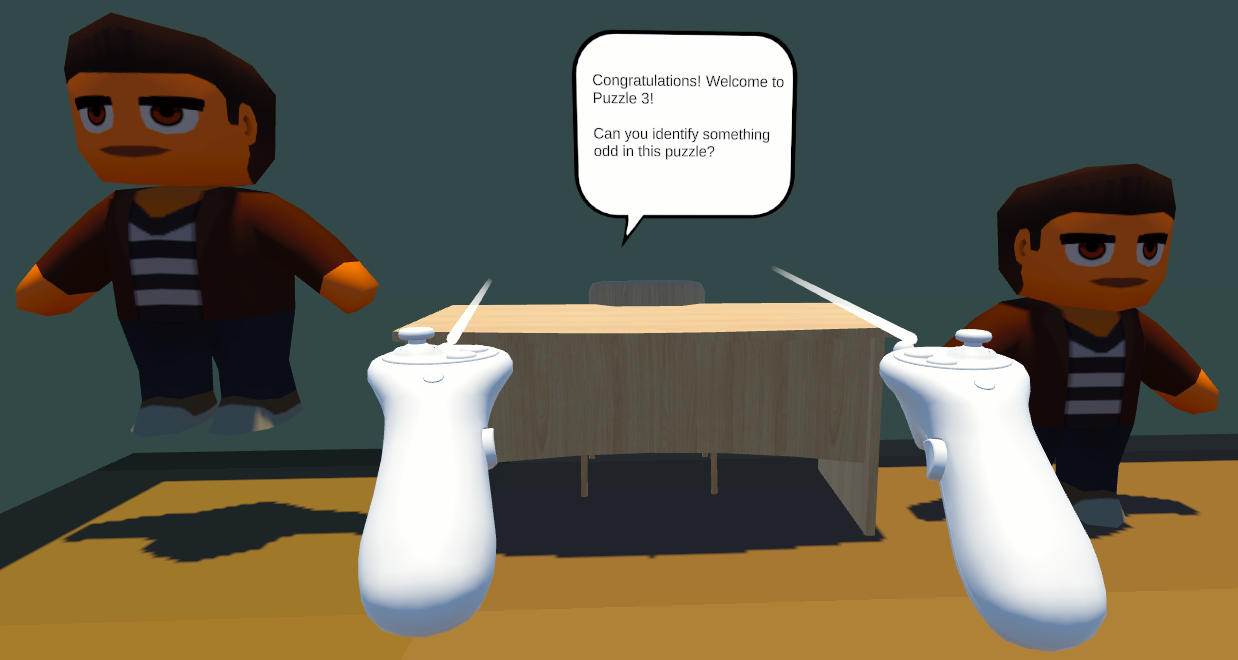 Congratulations! Welcome to
Puzzle 3!
Can you identify something
odd in this puzzle?